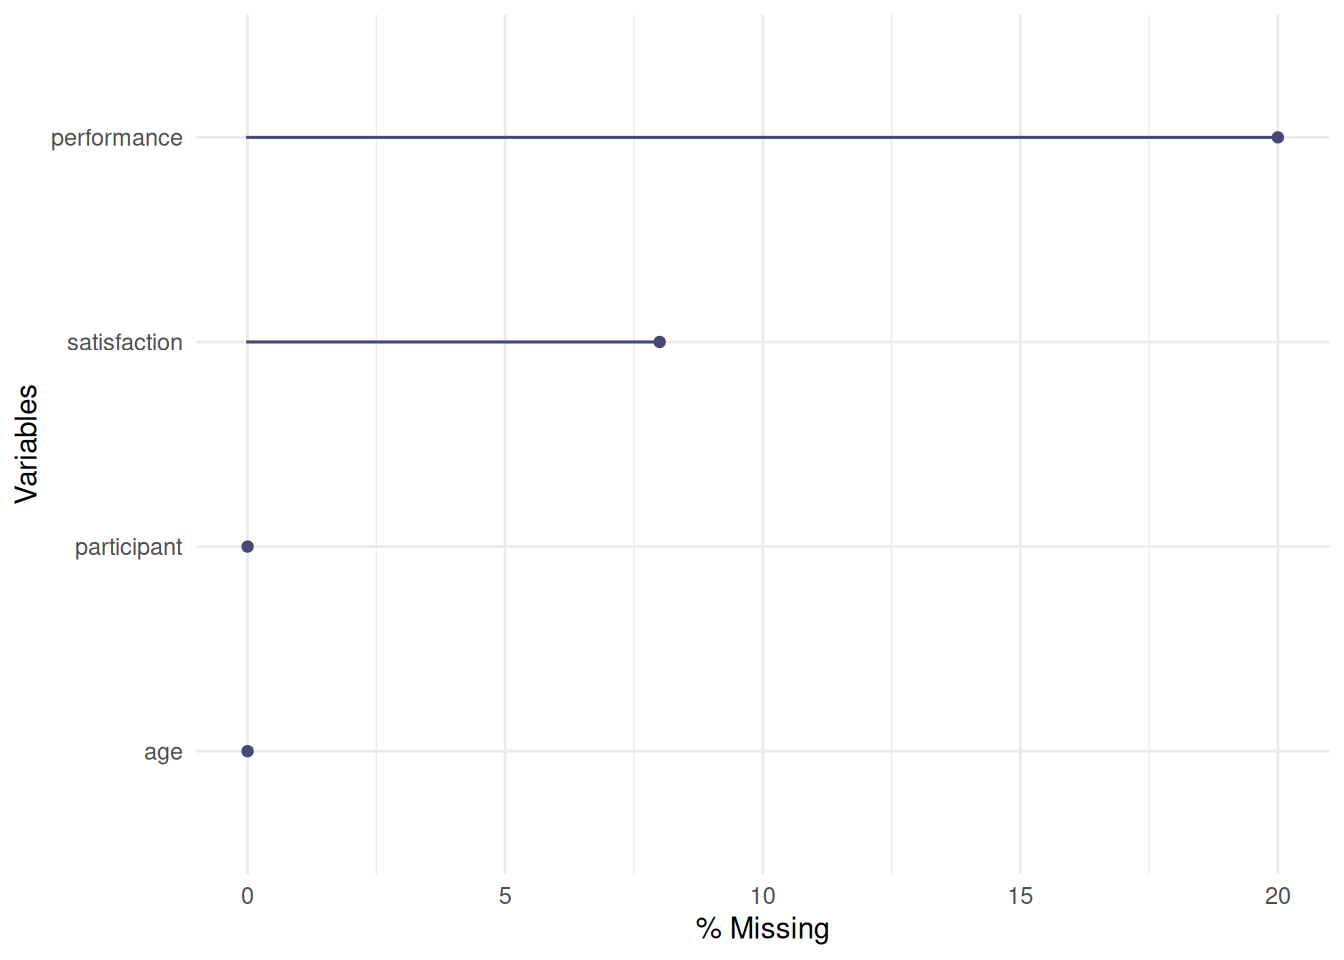 performance
satisfaction
participant
age
Variables
0 5 10 15 20
% Missing